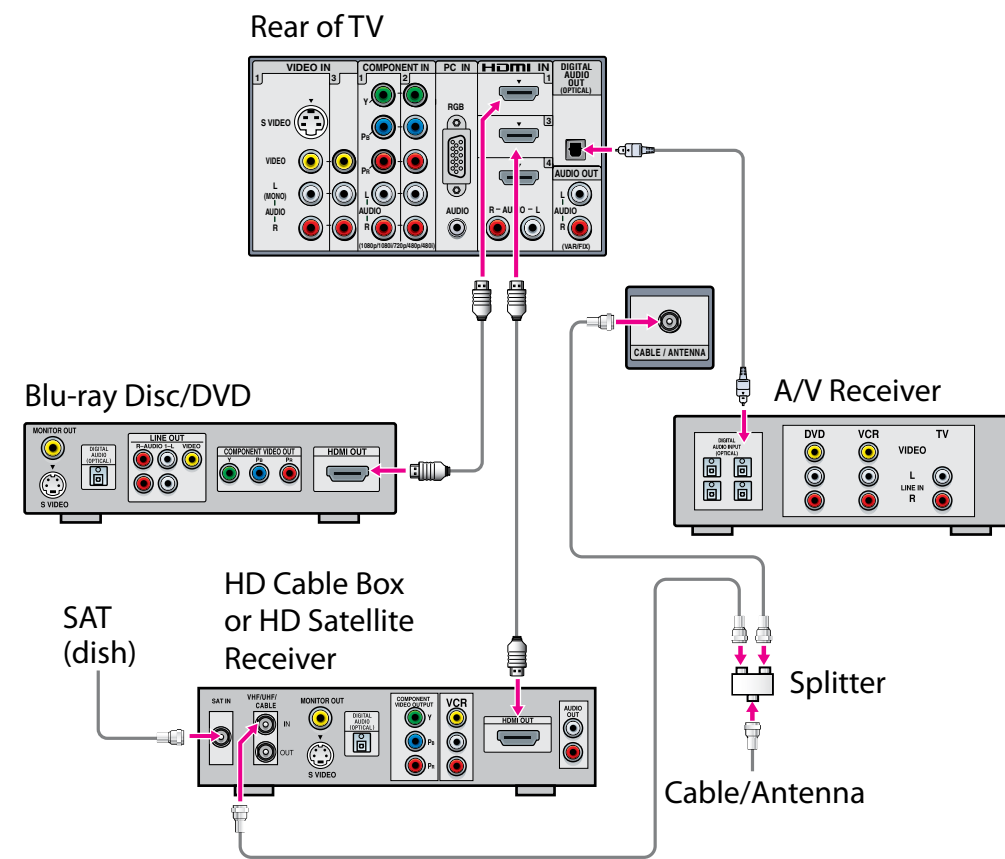 Rear of TV
VIDEO IN
1
3
S VIDEO
VIDEO
L
(MONO)
AUDIO
R
COMPONENT IN
1
2
Y
PB
PR
L
AUDIO
R
(1080p/1080i/720p/480p/480i)
PC IN
RGB
AUDIO
HDMI IN
1
3
4
R–AUDIO–L
DIGITAL
AUDIO
OUT
(OPTICAL)
AUDIO OUT
L
AUDIO
R
(VAR/FIX)
CABLE / ANTENNA
Blu-ray Disc/DVD
MONITOR OUT
S VIDEO
DIGITAL
AUDIO
(OPTICAL)
LINE OUT
R–AUDIO 1–L VIDEO
COMPONENT VIDEO OUT
Y PB PR
HDMI OUT
A/V Receiver
DIGITAL
AUDIO INPUT
(OPTICAL)
DVD
VCR
TV
VIDEO
L
LINE IN
R
HD Cable Box
or HD Satellite
Receiver
SAT
(dish)
SAT IN
VHF/UHF/
CABLE
IN
OUT
MONITOR OUT
S VIDEO
DIGITAL
AUDIO
(OPTICAL)
COMPONENT
VIDEO OUTPUT
Y
PB
PR
VCR
HDMI OUT
AUDIO
OUT
Splitter
Cable/Antenna